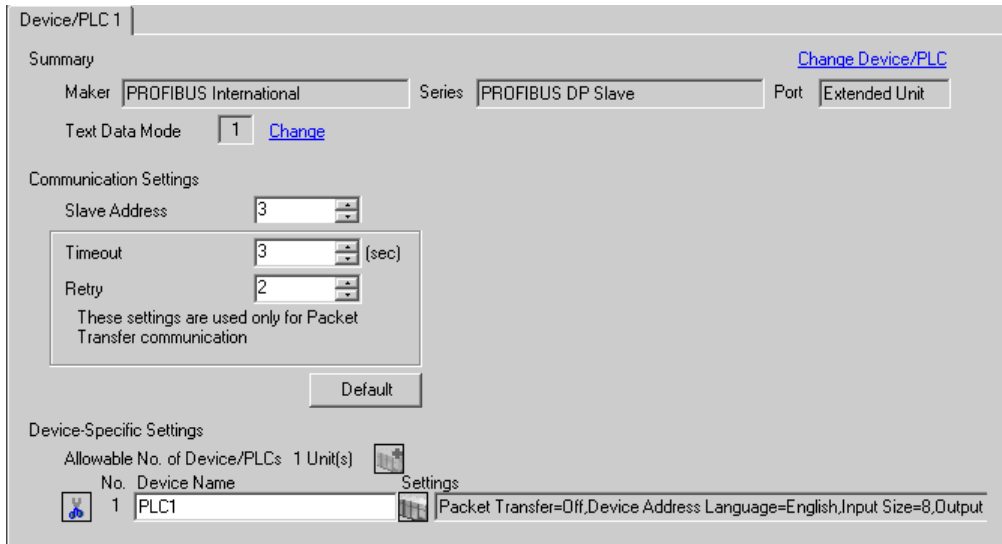 Device/PLC 1
Summary
Change Device/PLC
Maker PROFIBUS International Series PROFIBUS DP Slave Port Extended Unit
Text Data Mode 1 Change
Communication Settings
Slave Address 3
Timeout 3 (sec)
Retry 2
These settings are used only for Packet
Transfer communication
Default
Device-Specific Settings
Allowable No. of Device/PLCs 1 Unit(s)
No. Device Name Settings
1 PLC1 Packet Transfer=Off,Device Address Language=English,Input Size=8,Output